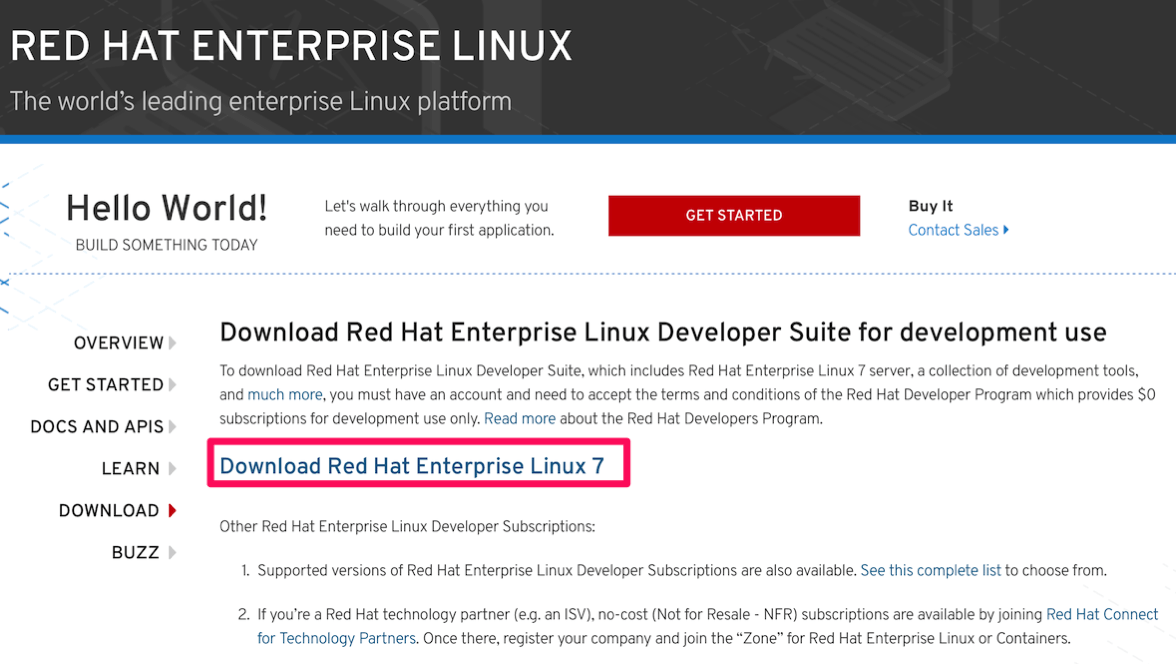 RED HAT ENTERPRISE LINUX
The world's leading enterprise Linux platform
Hello World!
BUILD SOMETHING TODAY
Let's walk through everything you
need to build your first application.
GET STARTED
Buy It
Contact Sales
OVERVIEW
GET STARTED
DOCS AND APIS
LEARN
DOWNLOAD
BUZZ
Download Red Hat Enterprise Linux Developer Suite for development use
To download Red Hat Enterprise Linux Developer Suite, which includes Red Hat Enterprise Linux 7 server, a collection of development tools,
and much more, you must have an account and need to accept the terms and conditions of the Red Hat Developer Program which provides $0
subscriptions for development use only. Read more about the Red Hat Developers Program.
Download Red Hat Enterprise Linux 7
Other Red Hat Enterprise Linux Developer Subscriptions:
1. Supported versions of Red Hat Enterprise Linux Developer Subscriptions are also available. See this complete list to choose from.
2. If you're a Red Hat technology partner (e.g. an ISV), no-cost (Not for Resale - NFR) subscriptions are available by joining Red Hat Connect
for Technology Partners. Once there, register your company and join the “Zone” for Red Hat Enterprise Linux or Containers.